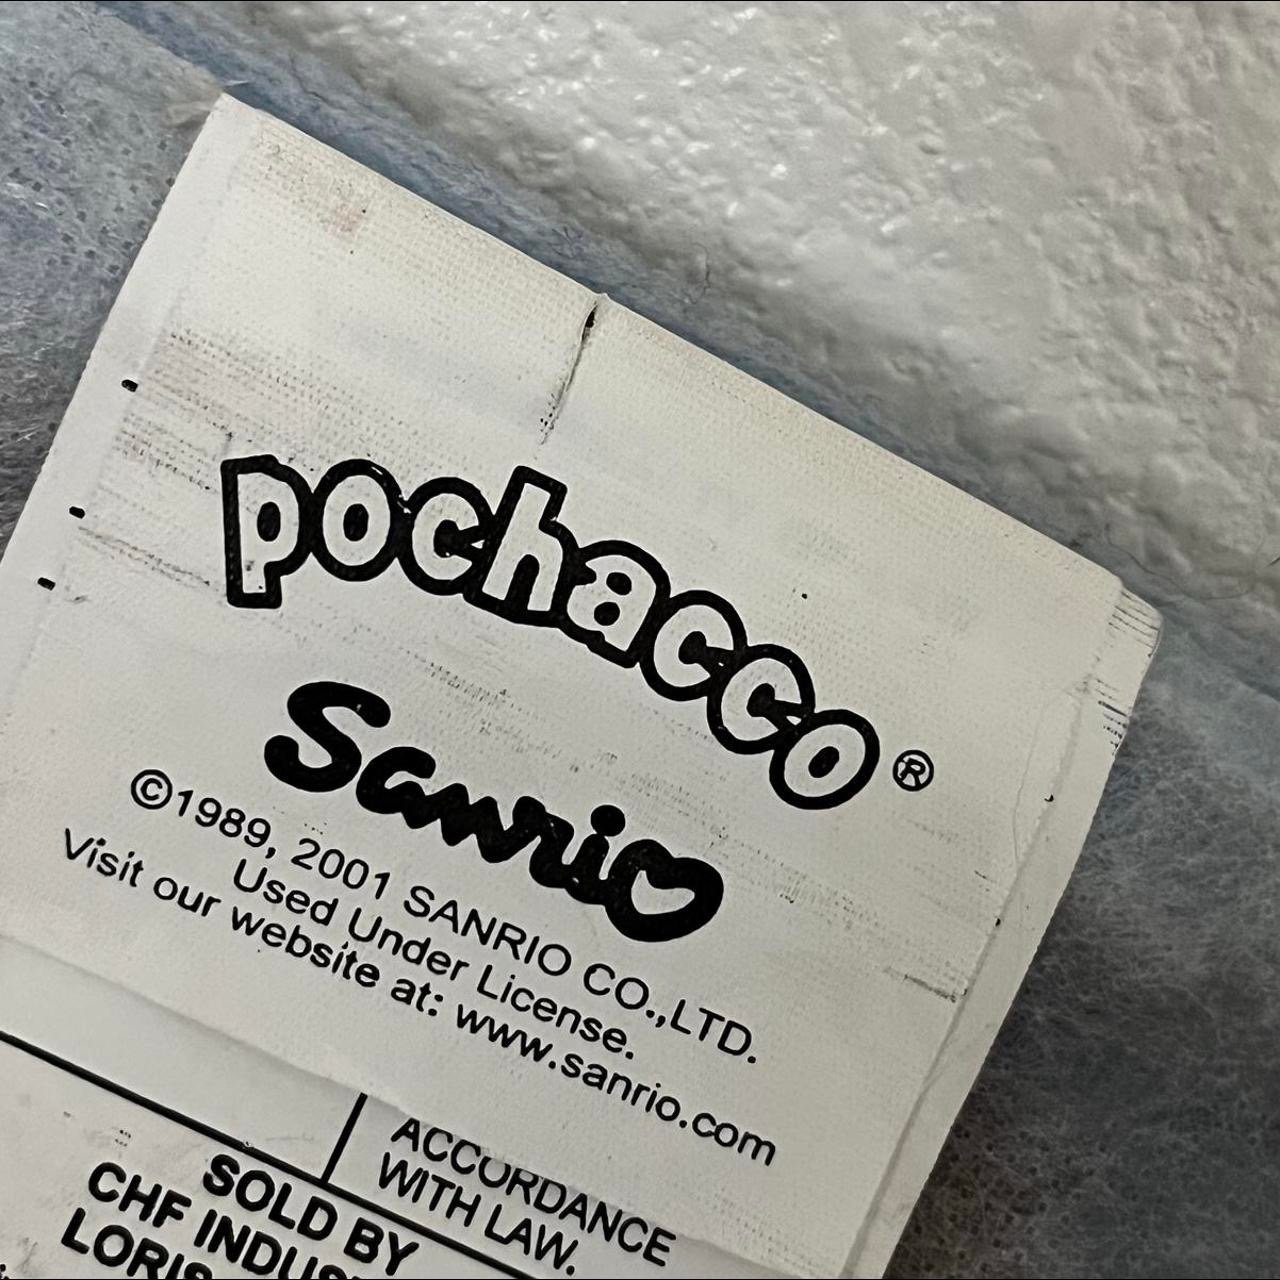 pochacco®
Sanrio
©1989, 2001 SANRIO CO.,LTD.
Used Under License.
Visit our website at: www.sanrio.com
ACCORDANCE
WITH LAW.
SOLD BY
CHF